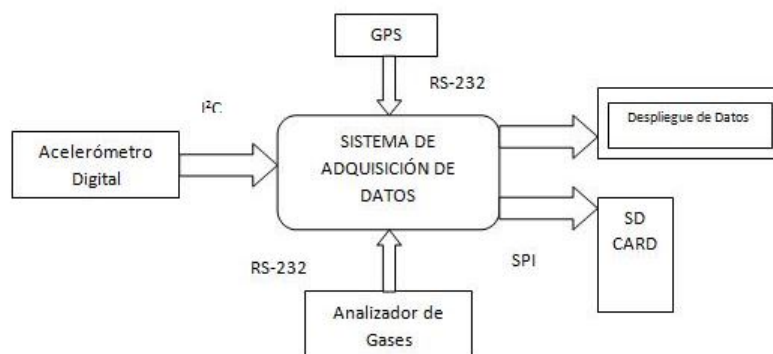 GPS
RS-232
I²C
Despliegue de Datos
Acelerómetro
Digital
SISTEMA DE
ADQUISICIÓN DE
DATOS
SD
CARD
RS-232
SPI
Analizador de
Gases